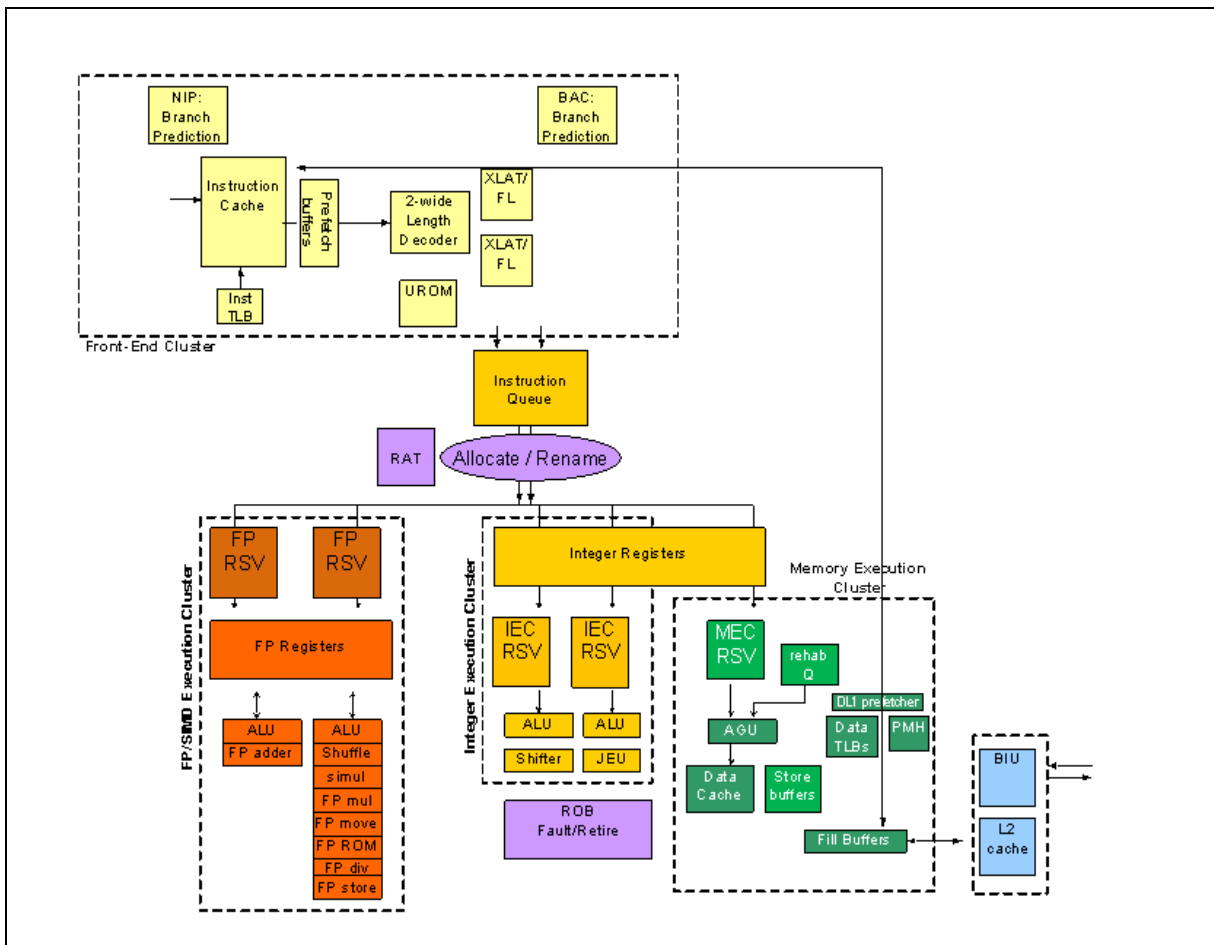 NIP:
Branch
Prediction
BAC:
Branch
Prediction
Instruction
Cache
Prefetch
buffers
2-wide
Length
Decoder
XLAT/
FL
XLAT/
FL
UROM
Inst
TLB
Front-End Cluster
Instruction
Queue
RAT
Allocate / Rename
FP/SIMD Execution Cluster
FP
RSV
FP
RSV
FP Registers
ALU
FP adder
ALU
Shuffle
simul
FP mul
FP move
FP ROM
FP div
FP store
Integer Execution Cluster
Integer Registers
IEC
RSV
IEC
RSV
ALU
Shifter
ALU
JEU
ROB
Fault/Retire
Memory Execution
Cluster
MEC
RSV
rehab
Q
DL1 prefetcher
AGU
Data
TLBs
PMH
Data
Cache
Store
buffers
Fill Buffers
BIU
L2
cache